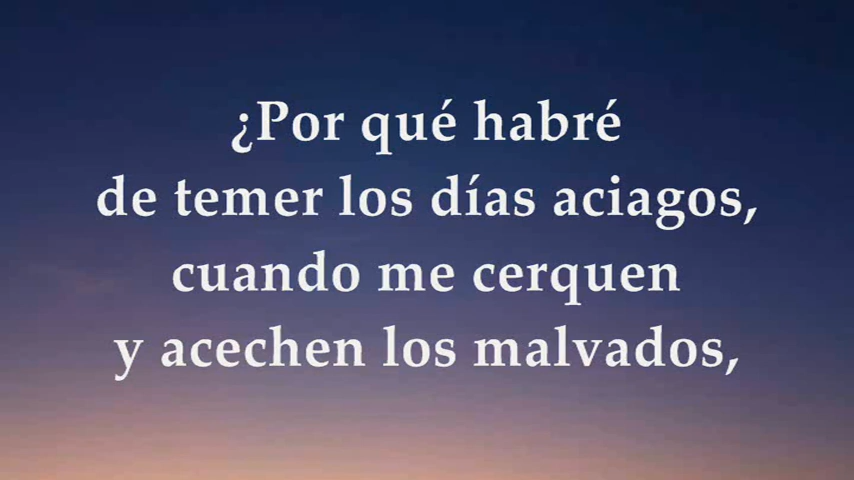 ¿Por qué habré
de temer los días aciagos,
cuando me cerquen
y acechen los malvados,